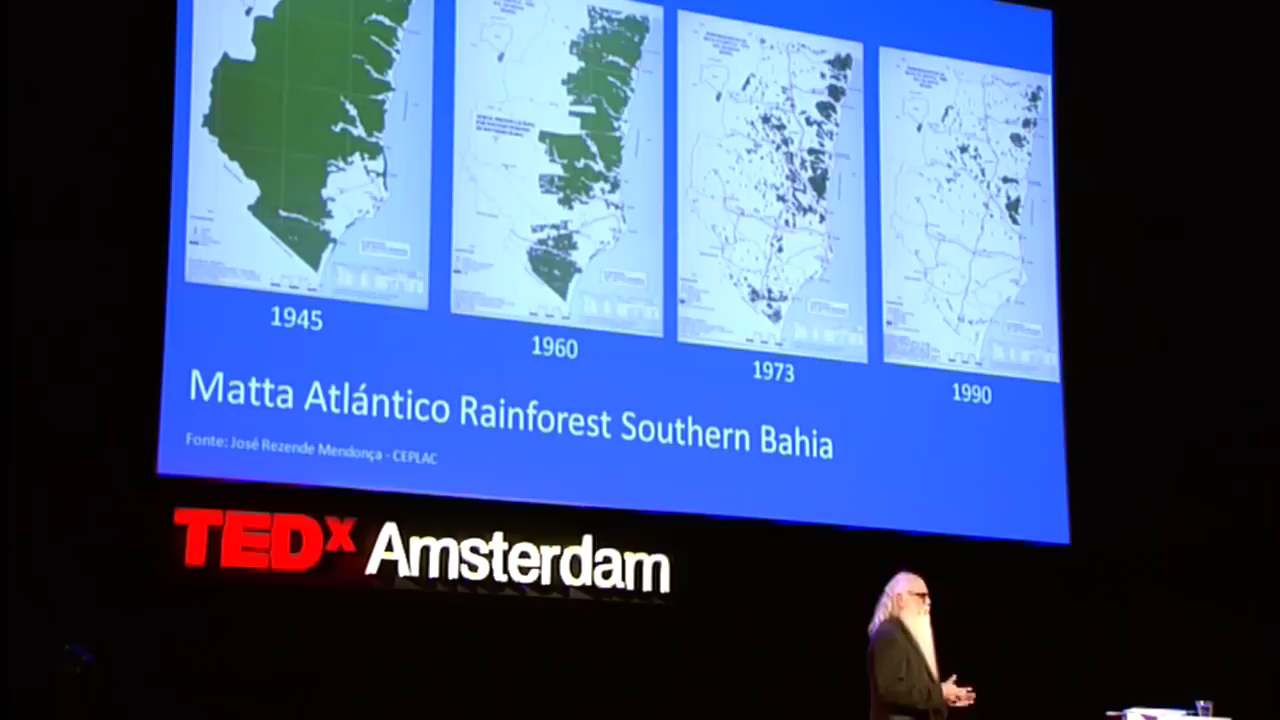 1945
1960
1973
1990
Matta Atlántico Rainforest Southern Bahia
Fonte: José Rezende Mendonça - CEPLAC
TEDx Amsterdam